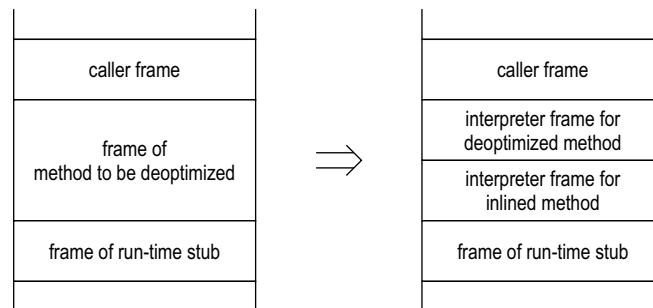 caller frame
frame of
method to be deoptimized
frame of run-time stub
caller frame
interpreter frame for
deoptimized method
interpreter frame for
inlined method
frame of run-time stub